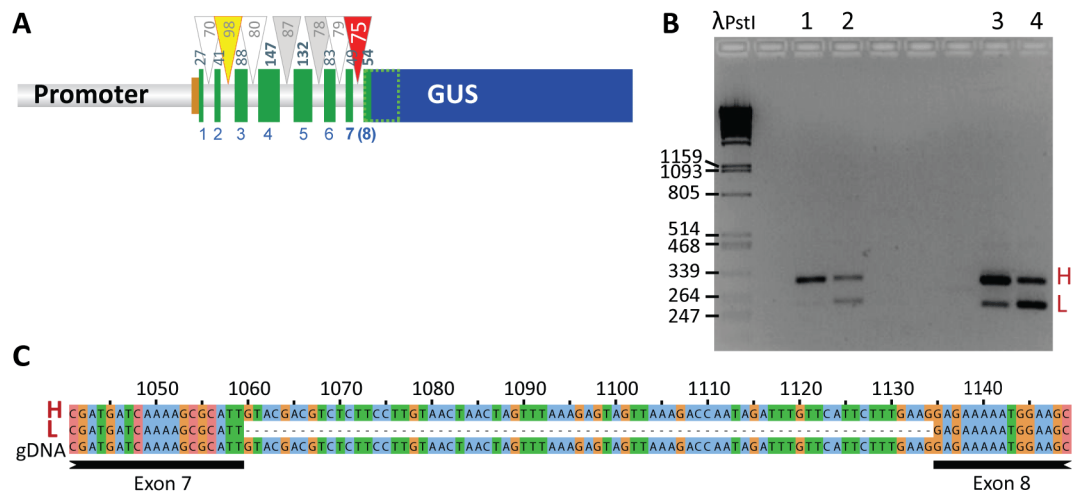 A
70 98 80 87 78 79 75
27 41 88 147 132 83 49 54
Promoter GUS
1 2 3 4 5 6 7 (8)
B
λPstI 1 2 3 4
1159
1093
805
514
468
339 H
264 L
247
C
1050 1060 1070 1080 1090 1100 1110 1120 1130 1140
H CGATGATCAAAAGCGCATTGTACGACGTCTCTTCCTTGTAACTAACTAGTTTAAAGAGTAGTTAAAGACCAATAGATTTGTTCATTCTTTGAAGGAGAAAAATGGAAGC
L CGATGATCAAAAGCGCATT---------------------------------------------------------------------------GAGAAAAATGGAAGC
gDNA CGATGATCAAAAGCGCATTGTACGACGTCTCTTCCTTGTAACTAACTAGTTTAAAGAGTAGTTAAAGACCAATAGATTTGTTCATTCTTTGAAGGAGAAAAATGGAAGC
Exon 7 Exon 8